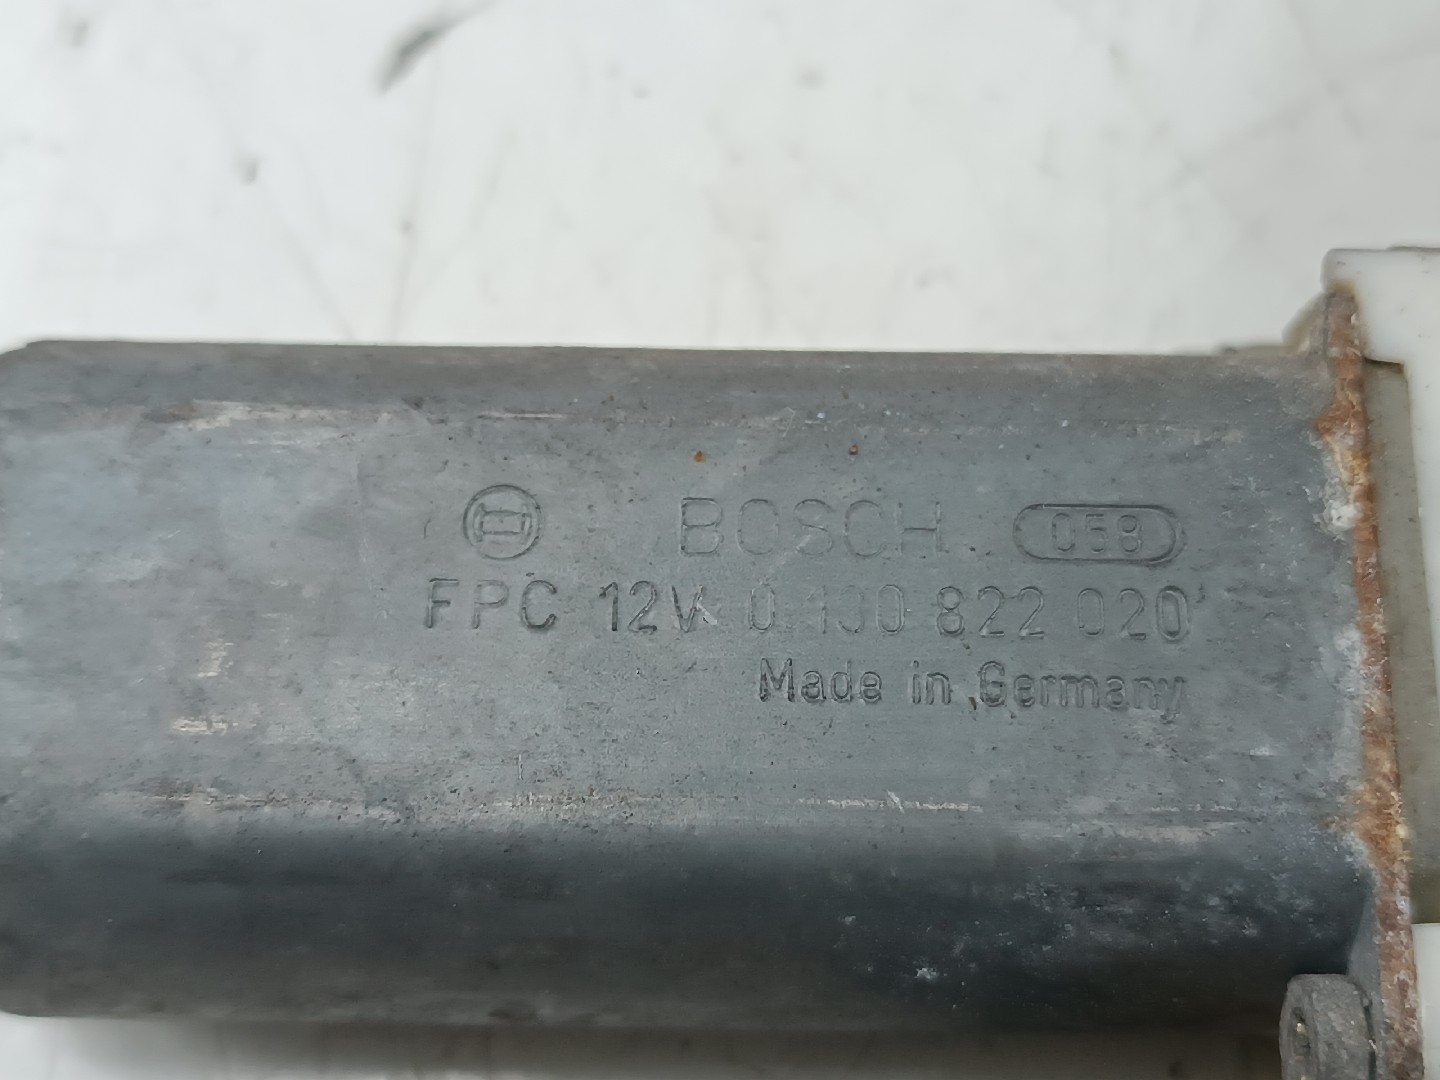 BOSCH 058
FPC 12V 0 130 822 020
Made in Germany